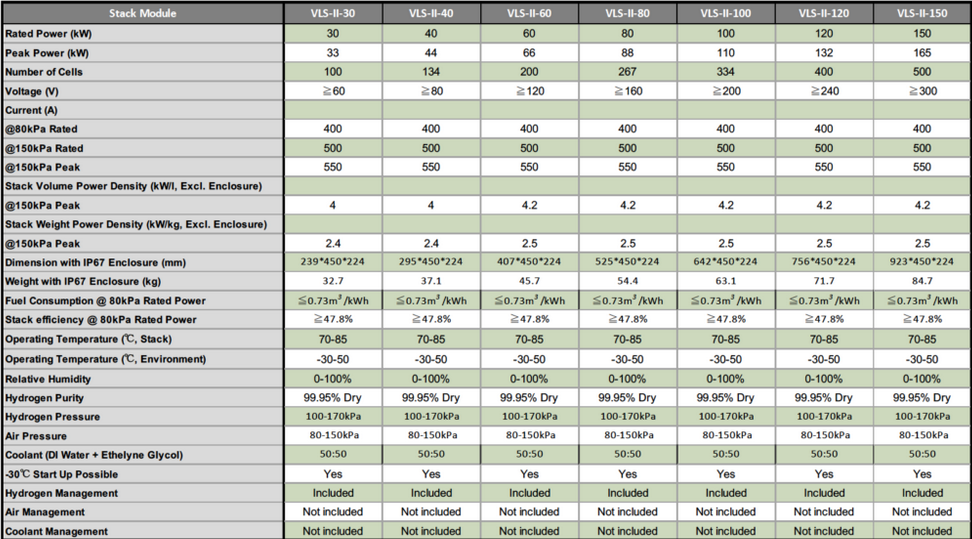 Stack Module VLS-II-30 VLS-II-40 VLS-II-60 VLS-II-80 VLS-II-100 VLS-II-120 VLS-II-150
Rated Power (kW) 30 40 60 80 100 120 150
Peak Power (kW) 33 44 66 88 110 132 165
Number of Cells 100 134 200 267 334 400 500
Voltage (V) ≧60 ≧80 ≧120 ≧160 ≧200 ≧240 ≧300
Current (A)
@80kPa Rated 400 400 400 400 400 400 400
@150kPa Rated 500 500 500 500 500 500 500
@150kPa Peak 550 550 550 550 550 550 550
Stack Volume Power Density (kW/l, Excl. Enclosure)
@150kPa Peak 4 4 4.2 4.2 4.2 4.2 4.2
Stack Weight Power Density (kW/kg, Excl. Enclosure)
@150kPa Peak 2.4 2.4 2.5 2.5 2.5 2.5 2.5
Dimension with IP67 Enclosure (mm) 239*450*224 295*450*224 407*450*224 525*450*224 642*450*224 756*450*224 923*450*224
Weight with IP67 Enclosure (kg) 32.7 37.1 45.7 54.4 63.1 71.7 84.7
Fuel Consumption @ 80kPa Rated Power ≦0.73m³/kWh ≦0.73m³/kWh ≦0.73m³/kWh ≦0.73m³/kWh ≦0.73m³/kWh ≦0.73m³/kWh ≦0.73m³/kWh
Stack efficiency @ 80kPa Rated Power ≧47.8% ≧47.8% ≧47.8% ≧47.8% ≧47.8% ≧47.8% ≧47.8%
Operating Temperature (℃, Stack) 70-85 70-85 70-85 70-85 70-85 70-85 70-85
Operating Temperature (℃, Environment) -30-50 -30-50 -30-50 -30-50 -30-50 -30-50 -30-50
Relative Humidity 0-100% 0-100% 0-100% 0-100% 0-100% 0-100% 0-100%
Hydrogen Purity 99.95% Dry 99.95% Dry 99.95% Dry 99.95% Dry 99.95% Dry 99.95% Dry 99.95% Dry
Hydrogen Pressure 100-170kPa 100-170kPa 100-170kPa 100-170kPa 100-170kPa 100-170kPa 100-170kPa
Air Pressure 80-150kPa 80-150kPa 80-150kPa 80-150kPa 80-150kPa 80-150kPa 80-150kPa
Coolant (DI Water + Ethelyne Glycol) 50:50 50:50 50:50 50:50 50:50 50:50 50:50
-30℃ Start Up Possible Yes Yes Yes Yes Yes Yes Yes
Hydrogen Management Included Included Included Included Included Included Included
Air Management Not included Not included Not included Not included Not included Not included Not included
Coolant Management Not included Not included Not included Not included Not included Not included Not included